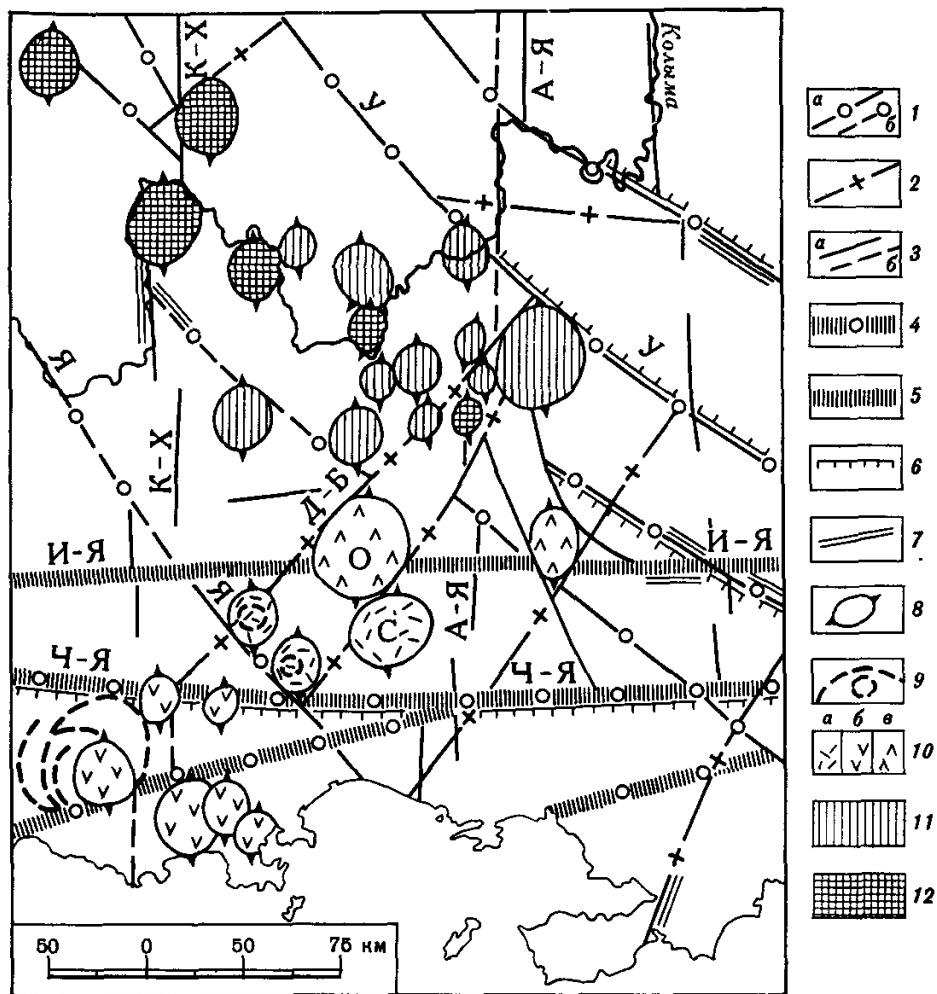 К-Х
У
А-Я
Колыма
Я
К-Х
Д-Б
У
И-Я
О
И-Я
Я
С
А-Я
Ч-Я
Ч-Я
50 0 50 75 км
а б 1
2
а б 3
4
5
6
7
8
9
а б в
10
11
12